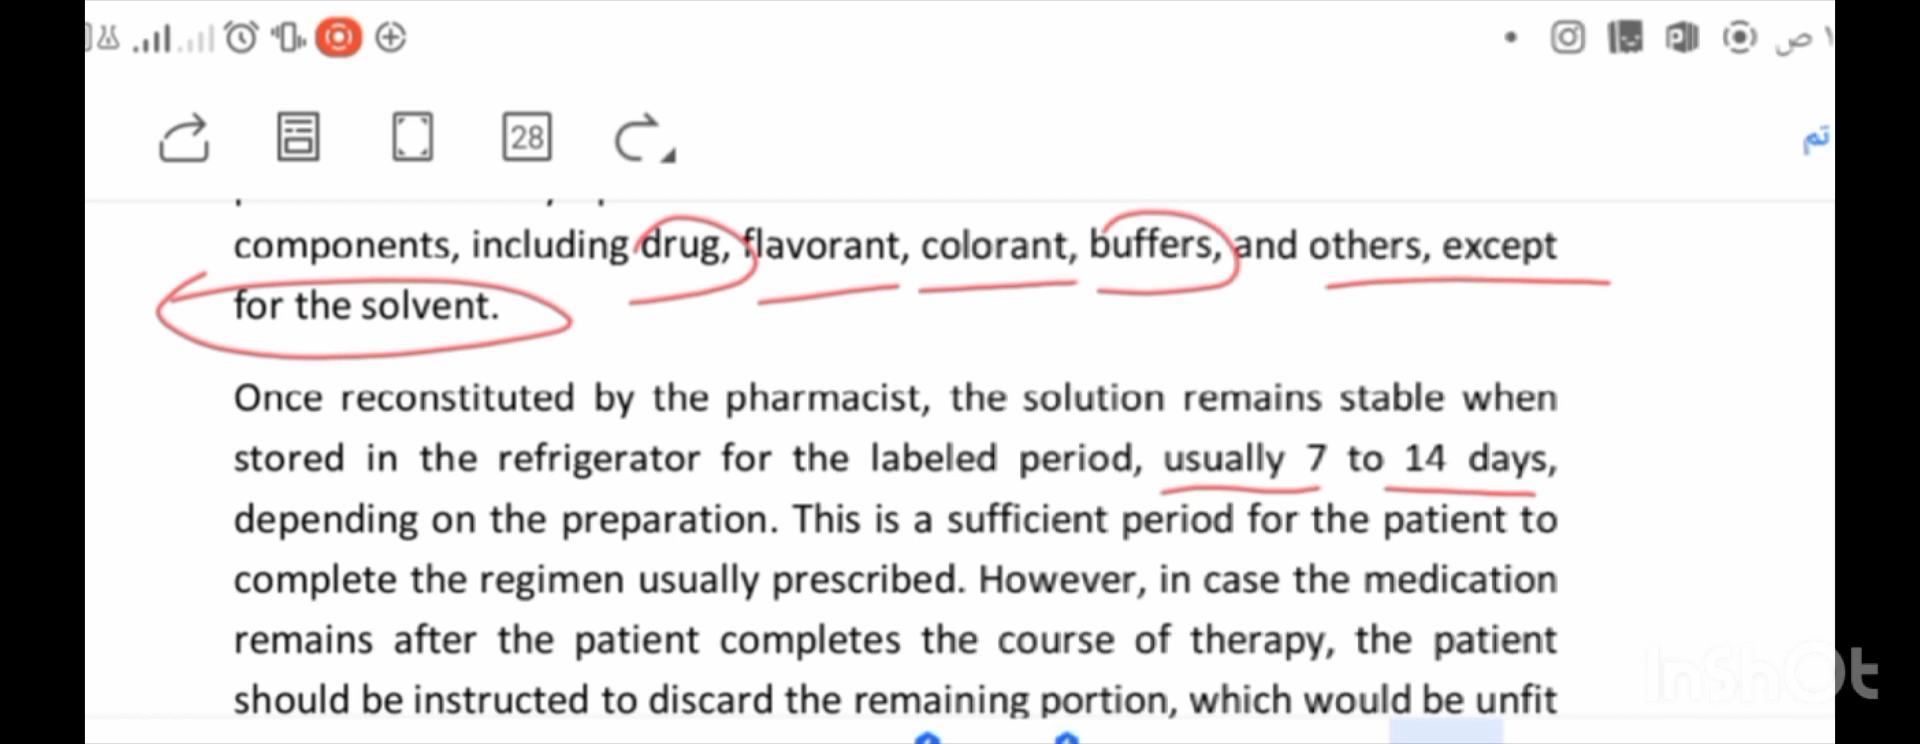 ١ ص
28
تم
components, including drug, flavorant, colorant, buffers, and others, except
for the solvent.
Once reconstituted by the pharmacist, the solution remains stable when
stored in the refrigerator for the labeled period, usually 7 to 14 days,
depending on the preparation. This is a sufficient period for the patient to
complete the regimen usually prescribed. However, in case the medication
remains after the patient completes the course of therapy, the patient
should be instructed to discard the remaining portion, which would be unfit
InShOt